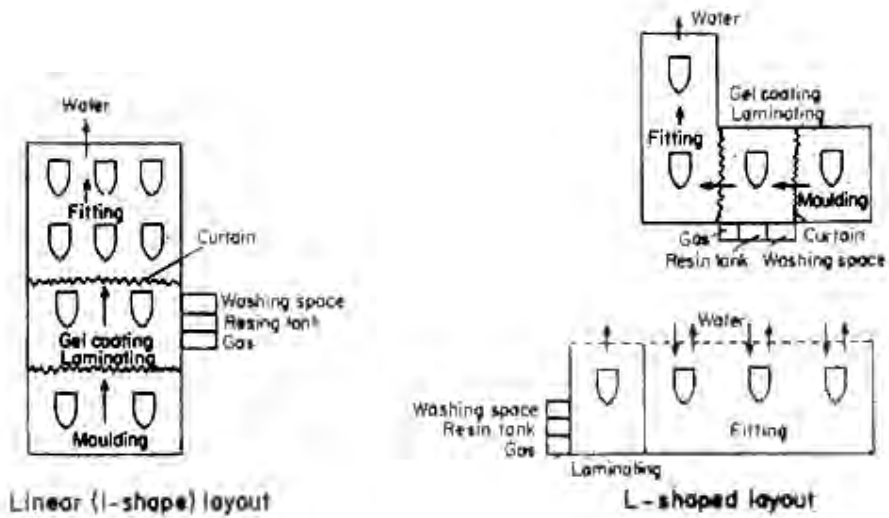 Water
Fitting
Curtain
Washing space
Resing tank
Gas
Gel coating
Laminating
Moulding
Linear (I-shape) layout
Water
Gel coating
Laminating
Fitting
Moulding
Gas
Curtain
Resin tank
Washing space
Water
Washing space
Resin tank
Gas
Fitting
Laminating
L-shaped layout